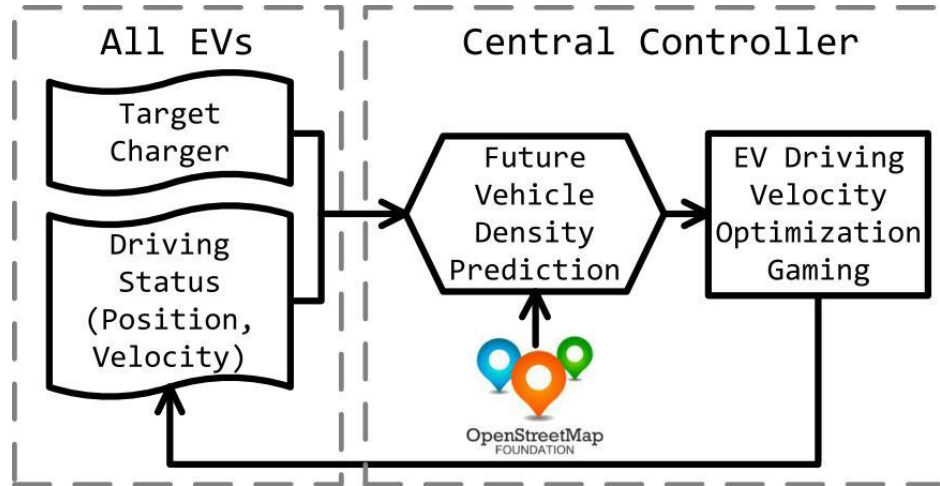 All EVs
Target
Charger
Driving
Status
(Position,
Velocity)
Central Controller
Future
Vehicle
Density
Prediction
EV Driving
Velocity
Optimization
Gaming
OpenStreetMap
FOUNDATION